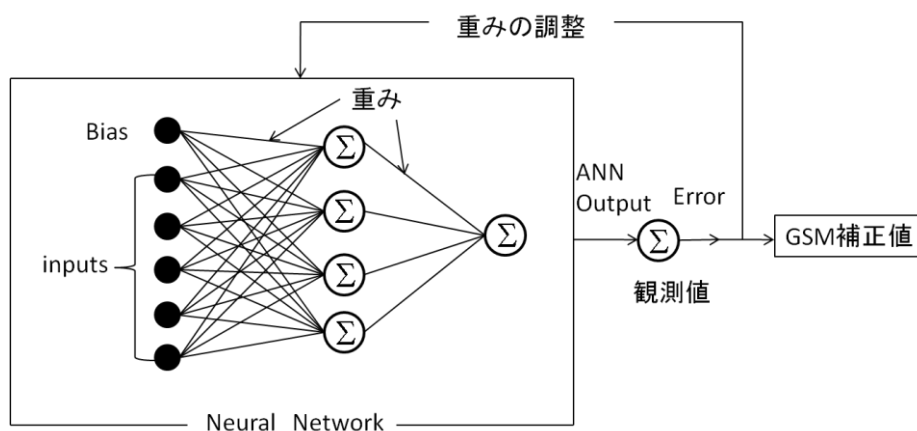 重みの調整
重み
Bias
inputs
Σ
Σ
Σ
Σ
Σ
ANN
Output
Error
Σ
観測値
GSM補正値
Neural Network